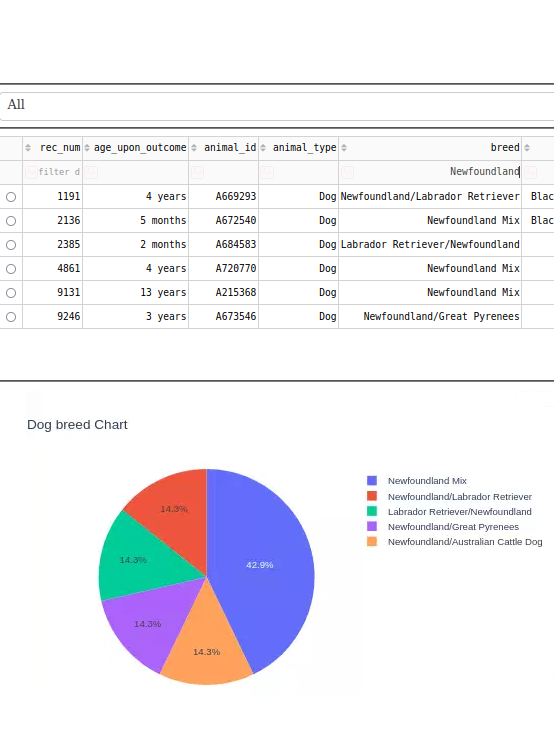 All
rec_num age_upon_outcome animal_id animal_type breed
filter d Newfoundland
1191 4 years A669293 Dog Newfoundland/Labrador Retriever Blac
2136 5 months A672540 Dog Newfoundland Mix Blac
2385 2 months A684583 Dog Labrador Retriever/Newfoundland
4861 4 years A720770 Dog Newfoundland Mix
9131 13 years A215368 Dog Newfoundland Mix
9246 3 years A673546 Dog Newfoundland/Great Pyrenees
Dog breed Chart
Newfoundland Mix
Newfoundland/Labrador Retriever
Labrador Retriever/Newfoundland
Newfoundland/Great Pyrenees
Newfoundland/Australian Cattle Dog
14.3%
14.3%
42.9%
14.3%
14.3%